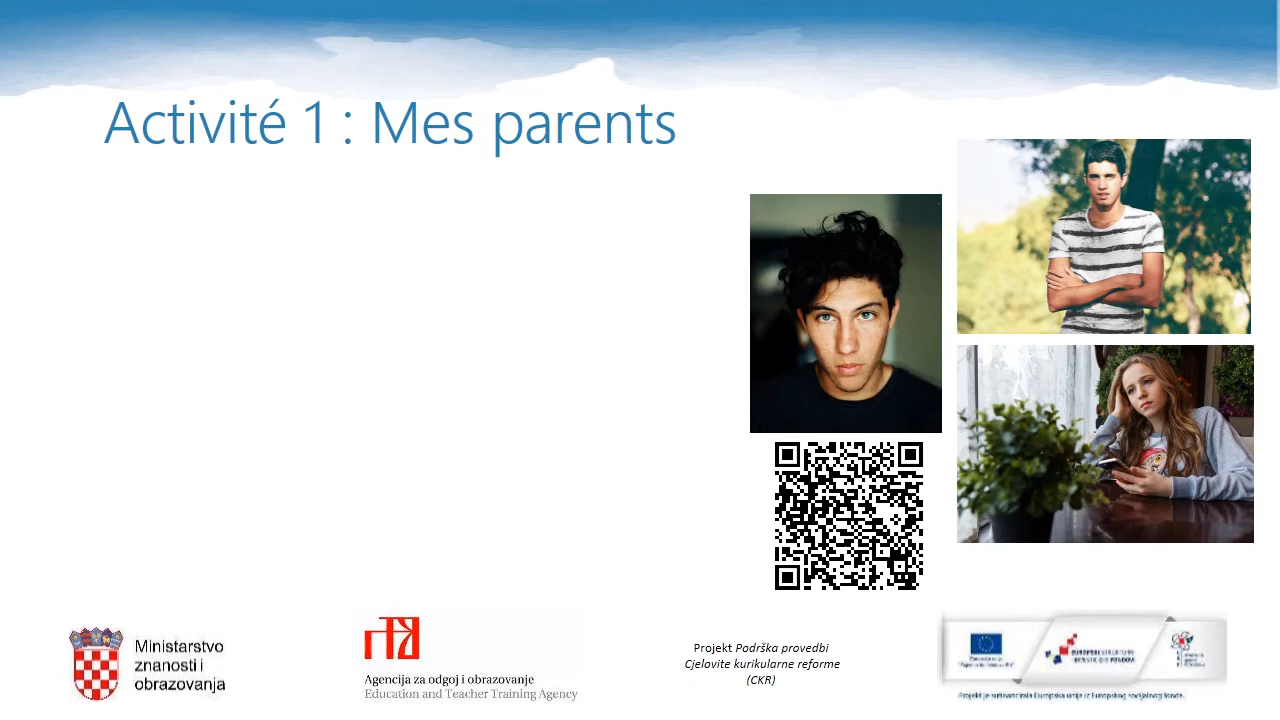 Activité 1 : Mes parents
Ministarstvo
znanosti i
obrazovanja
Agencija za odgoj i obrazovanje
Education and Teacher Training Agency
Projekt Podrška provedbi
Cjelovite kurikularne reforme
(CKR)
EUROPSKI STRUKTURNI
I INVESTICIJSKI FONDOVI
Projekt je sufinancirala Europska unija iz Europskog socijalnog fonda.